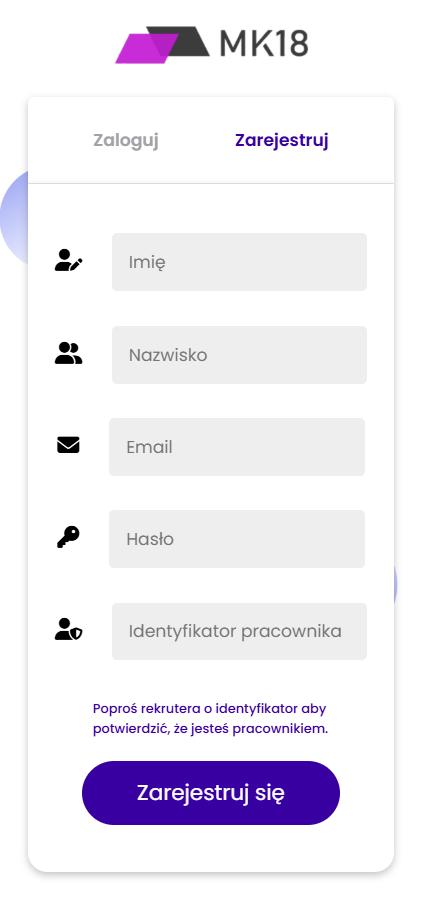 MK18
Zaloguj Zarejestruj
Imię
Nazwisko
Email
Hasło
Identyfikator pracownika
Poproś rekrutera o identyfikator aby
potwierdzić, że jesteś pracownikiem.
Zarejestruj się